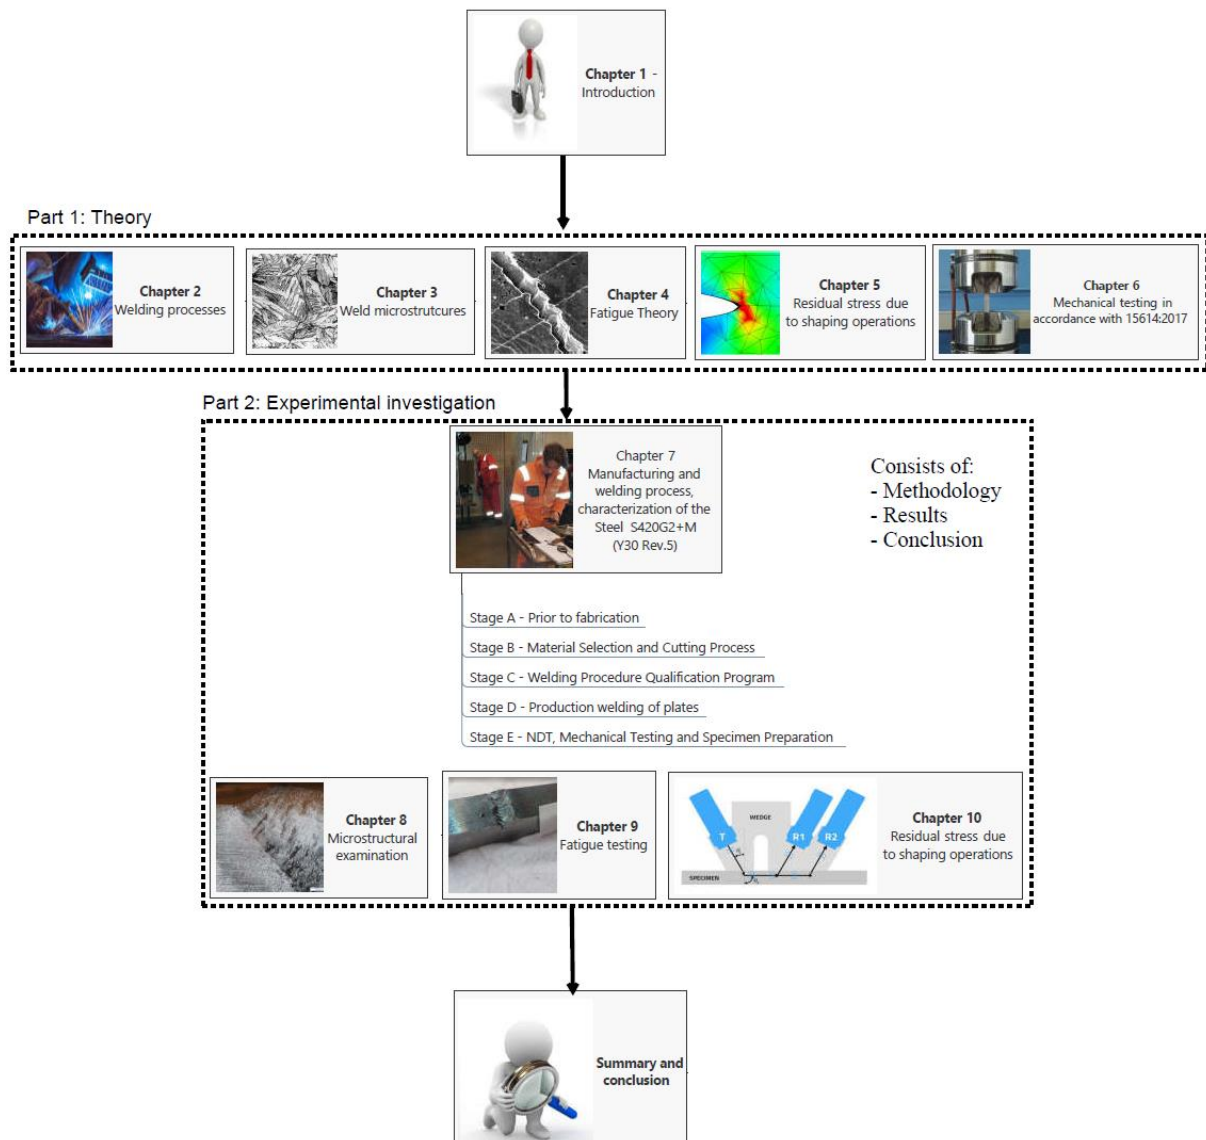 Chapter 1 -
Introduction
Part 1: Theory
Chapter 2
Welding processes
Chapter 3
Weld microstrutcures
Chapter 4
Fatigue Theory
Chapter 5
Residual stress due
to shaping operations
Chapter 6
Mechanical testing in
accordance with 15614:2017
Part 2: Experimental investigation
Chapter 7
Manufacturing and
welding process,
characterization of the
Steel S420G2+M
(Y30 Rev.5)
Consists of:
- Methodology
- Results
- Conclusion
Stage A - Prior to fabrication
Stage B - Material Selection and Cutting Process
Stage C - Welding Procedure Qualification Program
Stage D - Production welding of plates
Stage E - NDT, Mechanical Testing and Specimen Preparation
Chapter 8
Microstructural
examination
Chapter 9
Fatigue testing
WEDGE
T
R1
R2
SPECIMEN
Chapter 10
Residual stress due
to shaping operations
Summary and
conclusion